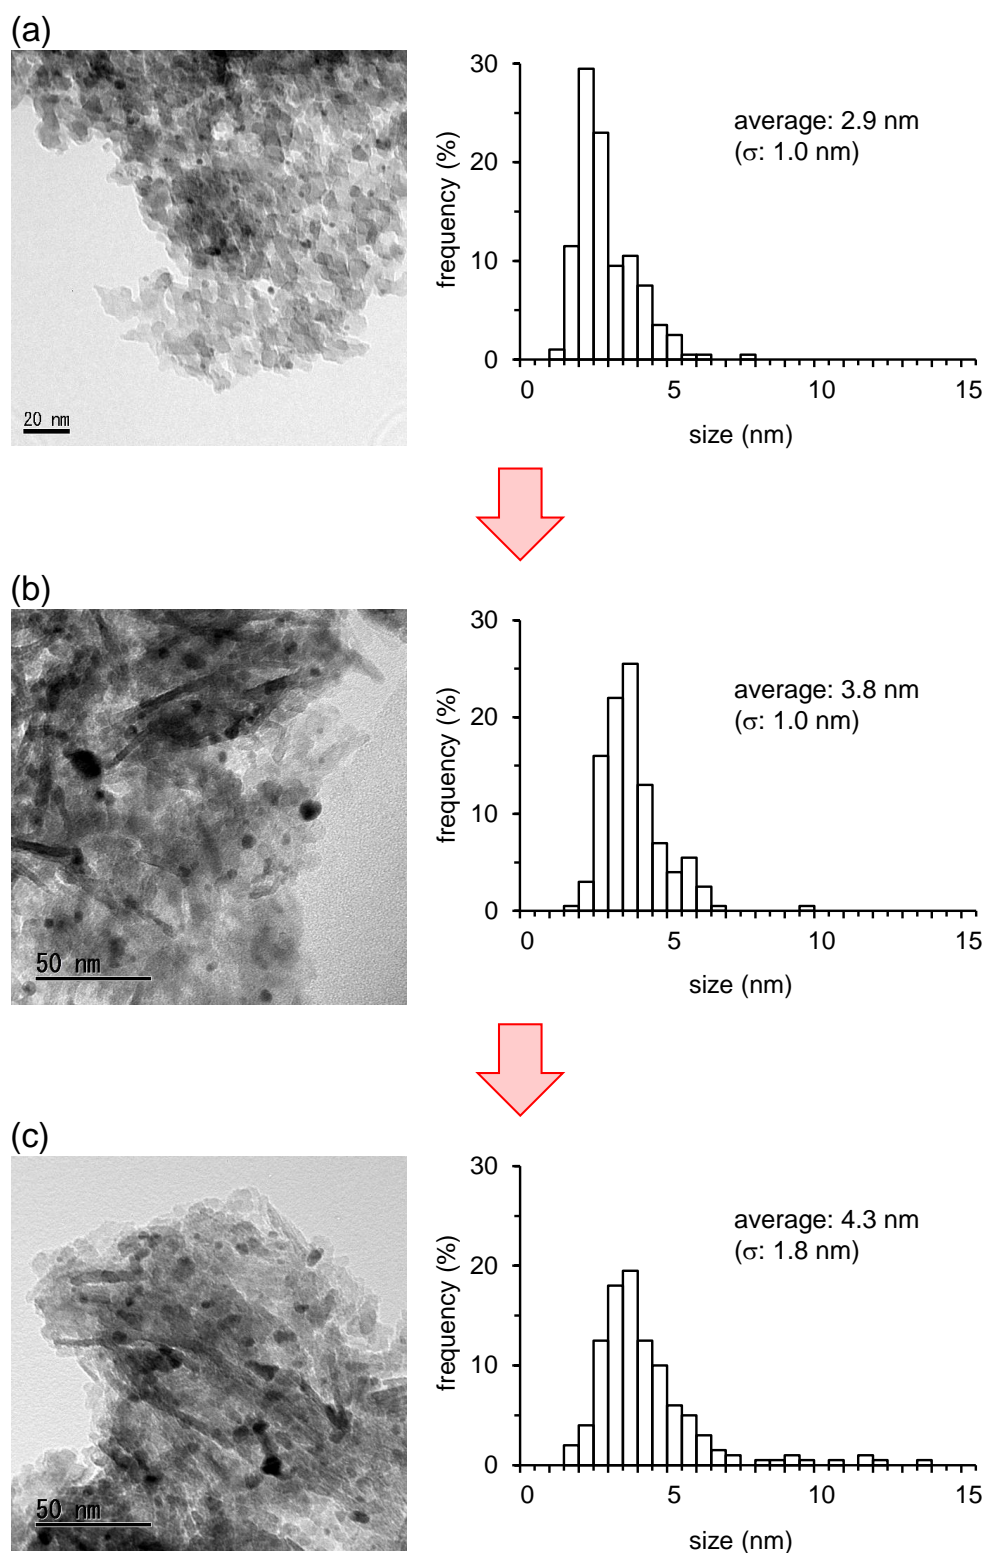 (a)
20 nm
30
20
10
0
frequency (%)
average: 2.9 nm
(σ: 1.0 nm)
0 5 10 15
size (nm)
(b)
50 nm
30
20
10
0
frequency (%)
average: 3.8 nm
(σ: 1.0 nm)
0 5 10 15
size (nm)
(c)
50 nm
30
20
10
0
frequency (%)
average: 4.3 nm
(σ: 1.8 nm)
0 5 10 15
size (nm)